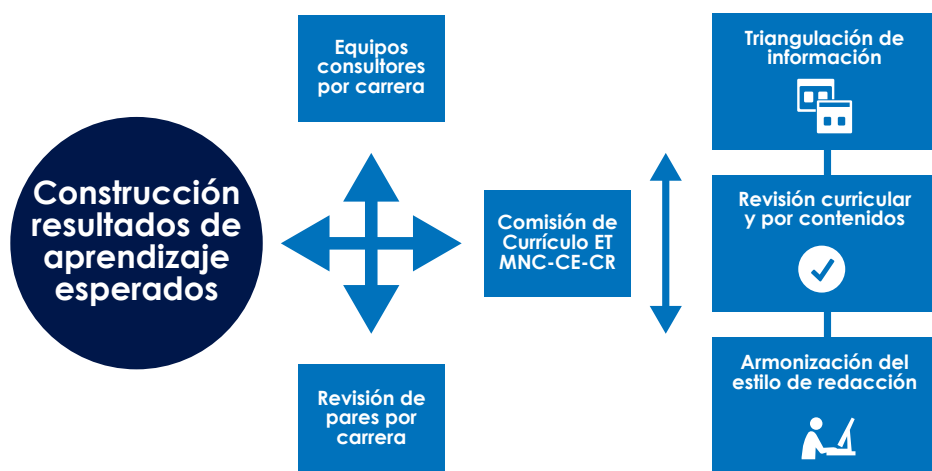 Construcción
resultados de
aprendizaje
esperados
Equipos
consultores
por carrera
Revisión de
pares por
carrera
Comisión de
Currículo ET
MNC-CE-CR
Triangulación de
información
Revisión curricular
y por contenidos
Armonización del
estilo de redacción